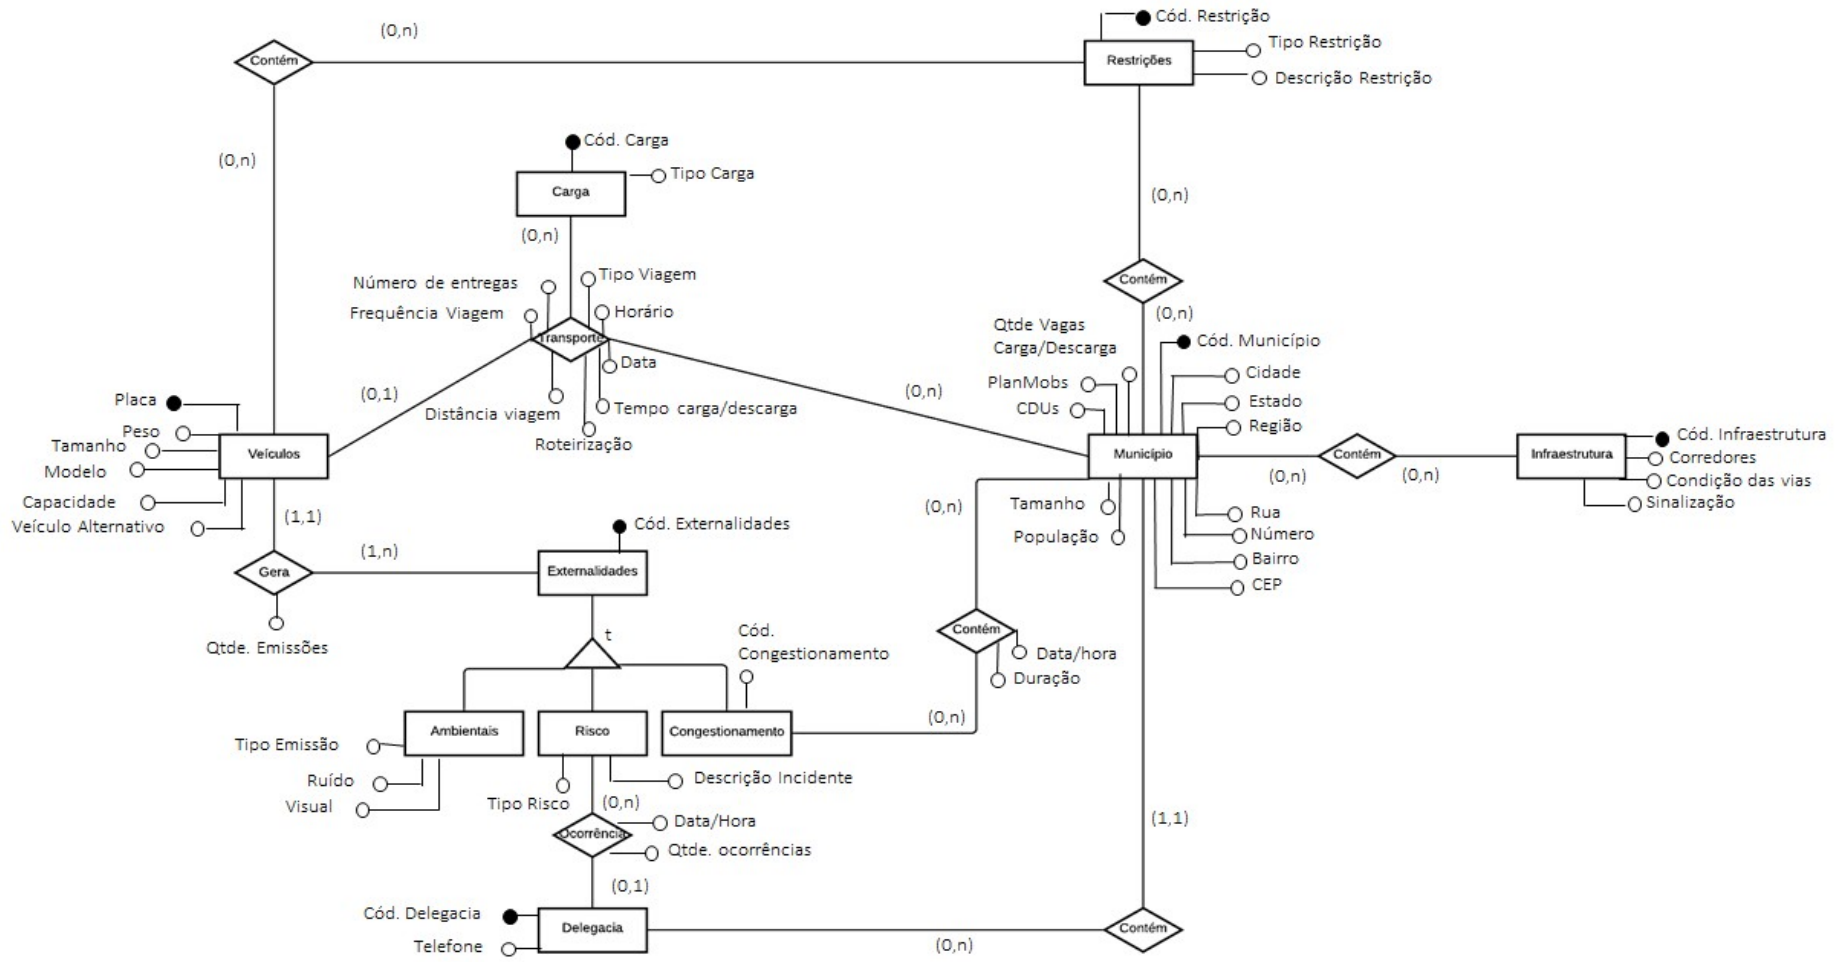 Cód. Restrição
(0,n)
Tipo Restrição
Contém
Restrições
Descrição Restrição
Cód. Carga
(0,n)
Tipo Carga
Carga
(0,n)
(0,n)
Tipo Viagem
Número de entregas
Contém
Frequência Viagem
Horário
(0,n)
Qtde Vagas
Carga/Descarga
Transporte
Cód. Município
Data
Cidade
PlanMobs
(0,1)
(0,n)
Placa
Distância viagem
Tempo carga/descarga
CDUs
Estado
Região
Peso
Roteirização
Cód. Infraestrutura
Tamanho
Veículos
Município
Contém
Infraestrutura
Corredores
Modelo
(0,n)
(0,n)
Condição das vias
Capacidade
Tamanho
Sinalização
(0,n)
Rua
Veículo Alternativo
(1,1)
Cód. Externalidades
População
Número
(1,n)
Bairro
Gera
Externalidades
CEP
Qtde. Emissões
t
Cód.
Congestionamento
Contém
Data/hora
Duração
Ambientais
Risco
Congestionamento
(0,n)
Tipo Emissão
Ruído
Descrição Incidente
Visual
Tipo Risco
(0,n)
Data/Hora
(1,1)
Ocorrência
Qtde. ocorrências
(0,1)
Cód. Delegacia
Delegacia
Contém
Telefone
(0,n)